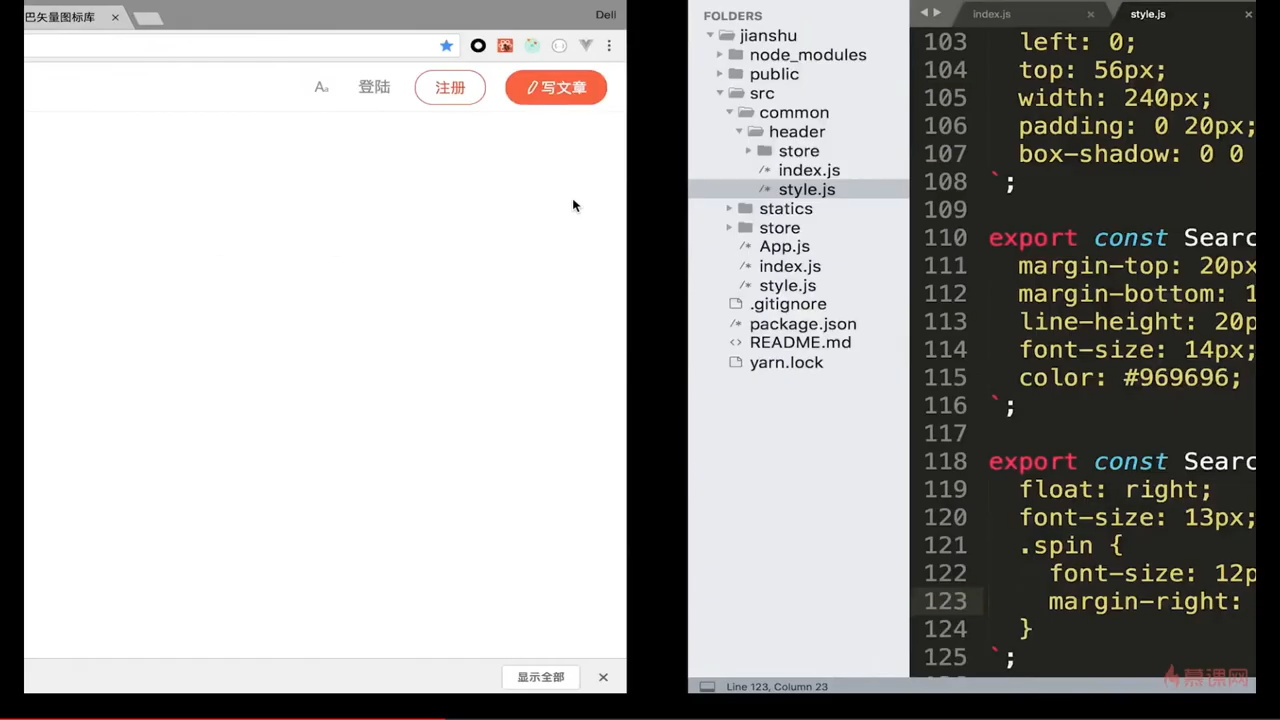 巴矢量图标库
Dell
Aa
登陆
注册
写文章
显示全部
FOLDERS
jianshu
node_modules
public
src
common
header
store
index.js
style.js
statics
store
App.js
index.js
style.js
.gitignore
package.json
README.md
yarn.lock
index.js
style.js
103 left: 0;
104 top: 56px;
105 width: 240px;
106 padding: 0 20px;
107 box-shadow: 0 0
108 `;
109
110 export const Searc
111 margin-top: 20px
112 margin-bottom: 1
113 line-height: 20p
114 font-size: 14px;
115 color: #969696;
116 `;
117
118 export const Searc
119 float: right;
120 font-size: 13px;
121 .spin {
122 font-size: 12p
123 margin-right:
124 }
125 `;
慕课网
Line 123, Column 23